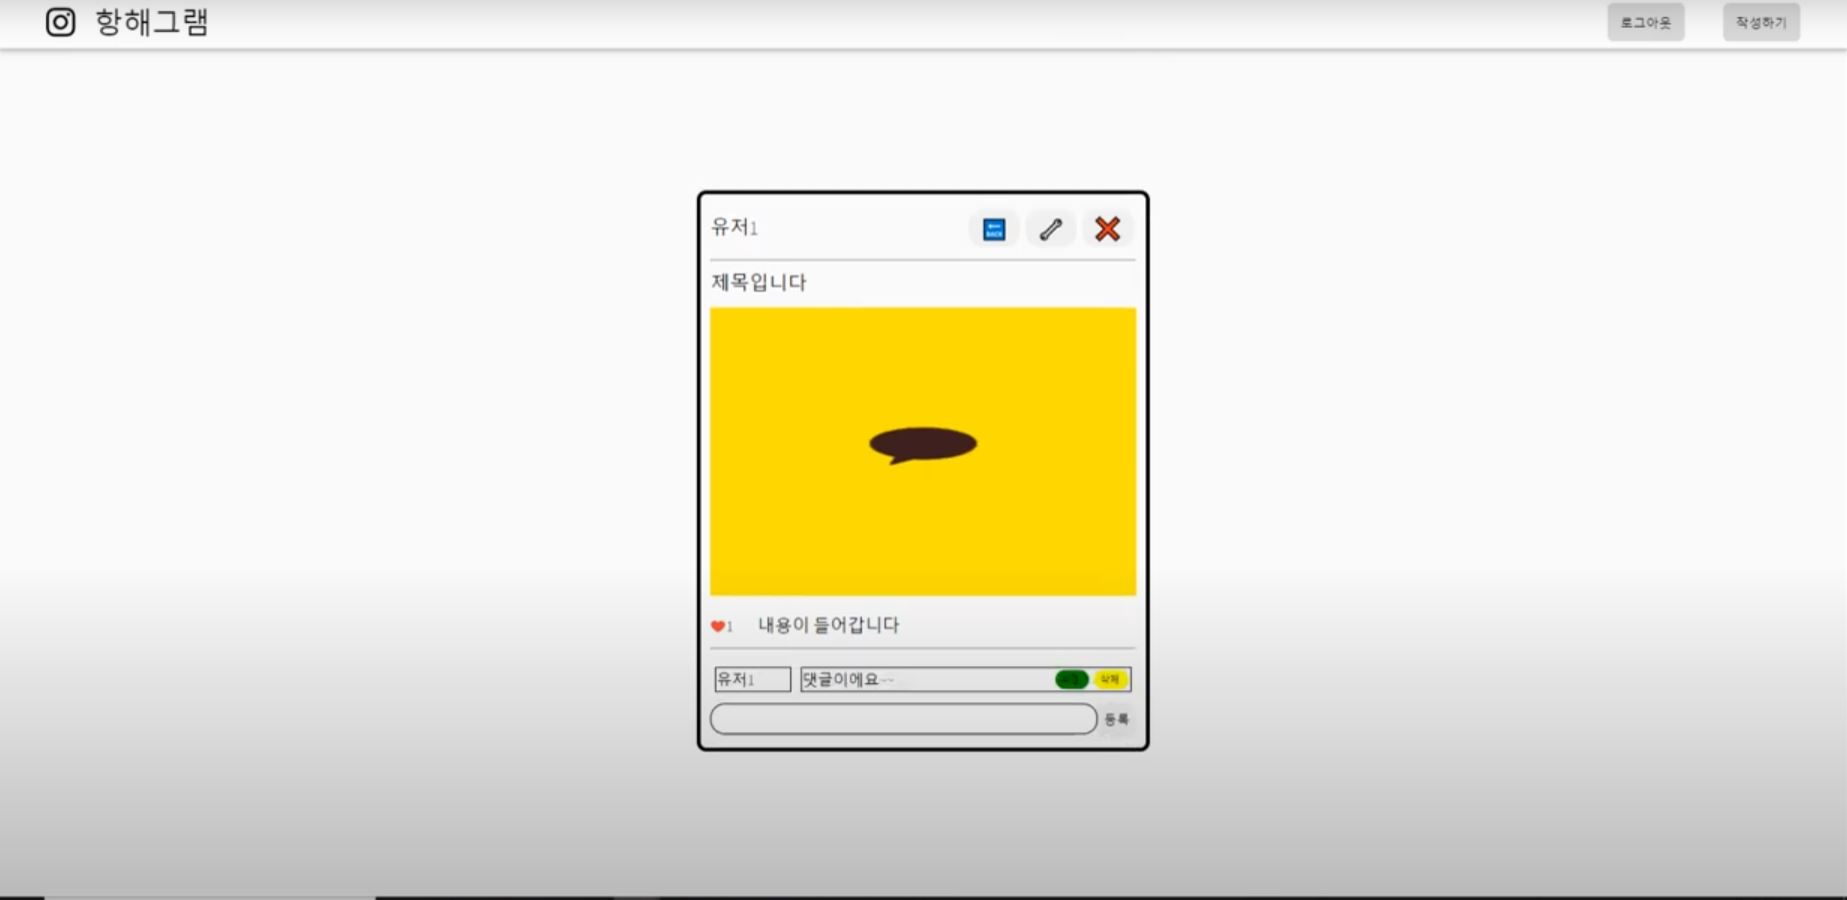 항해그램
로그아웃 작성하기
유저1
BACK
제목입니다
1 내용이 들어갑니다
유저1 댓글이에요~~ 삭제
등록